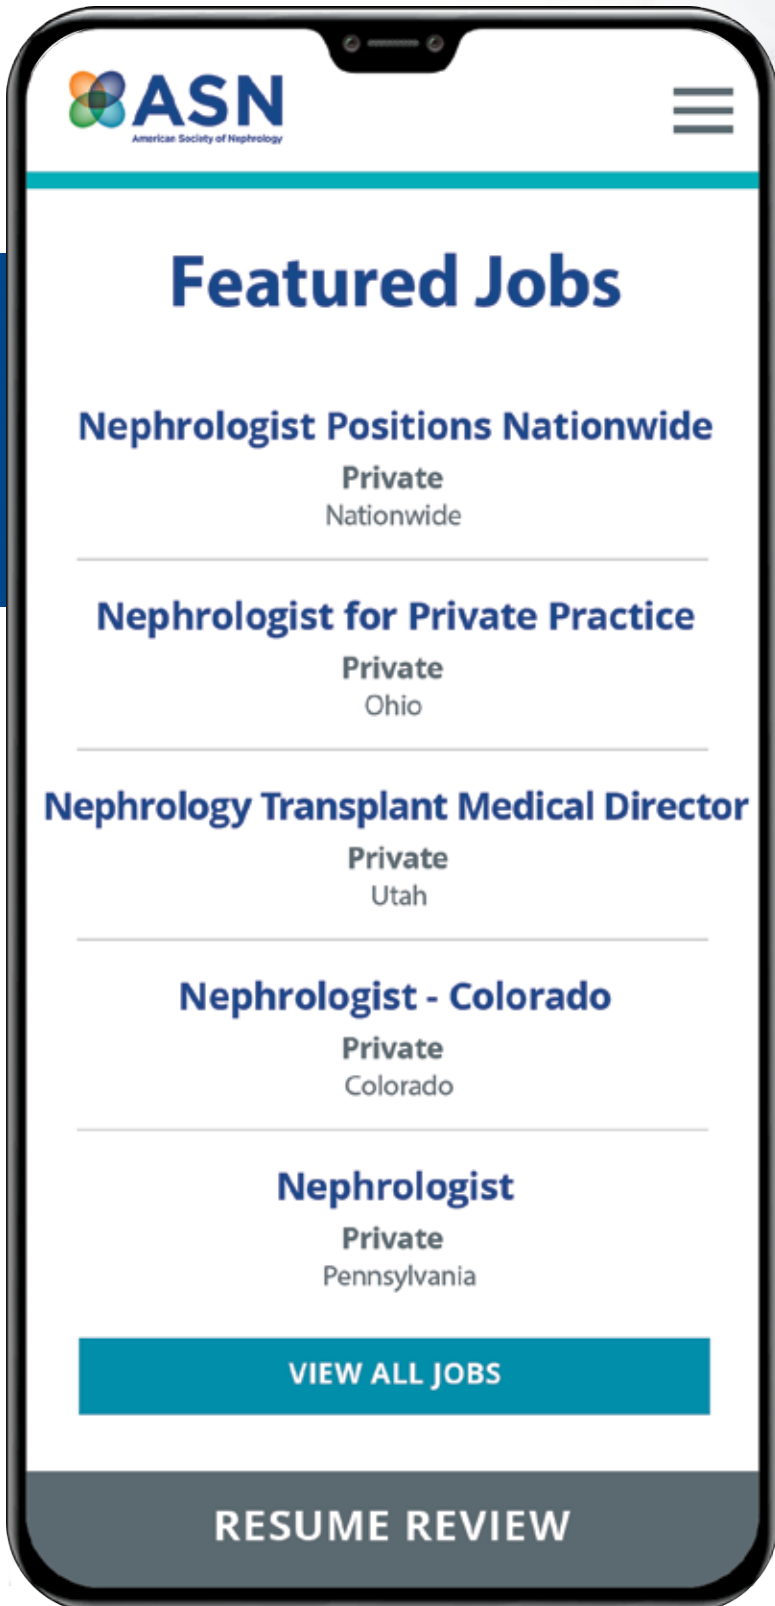 ASN
American Society of Nephrology
Featured Jobs
Nephrologist Positions Nationwide
Private
Nationwide
Nephrologist for Private Practice
Private
Ohio
Nephrology Transplant Medical Director
Private
Utah
Nephrologist - Colorado
Private
Colorado
Nephrologist
Private
Pennsylvania
VIEW ALL JOBS
RESUME REVIEW